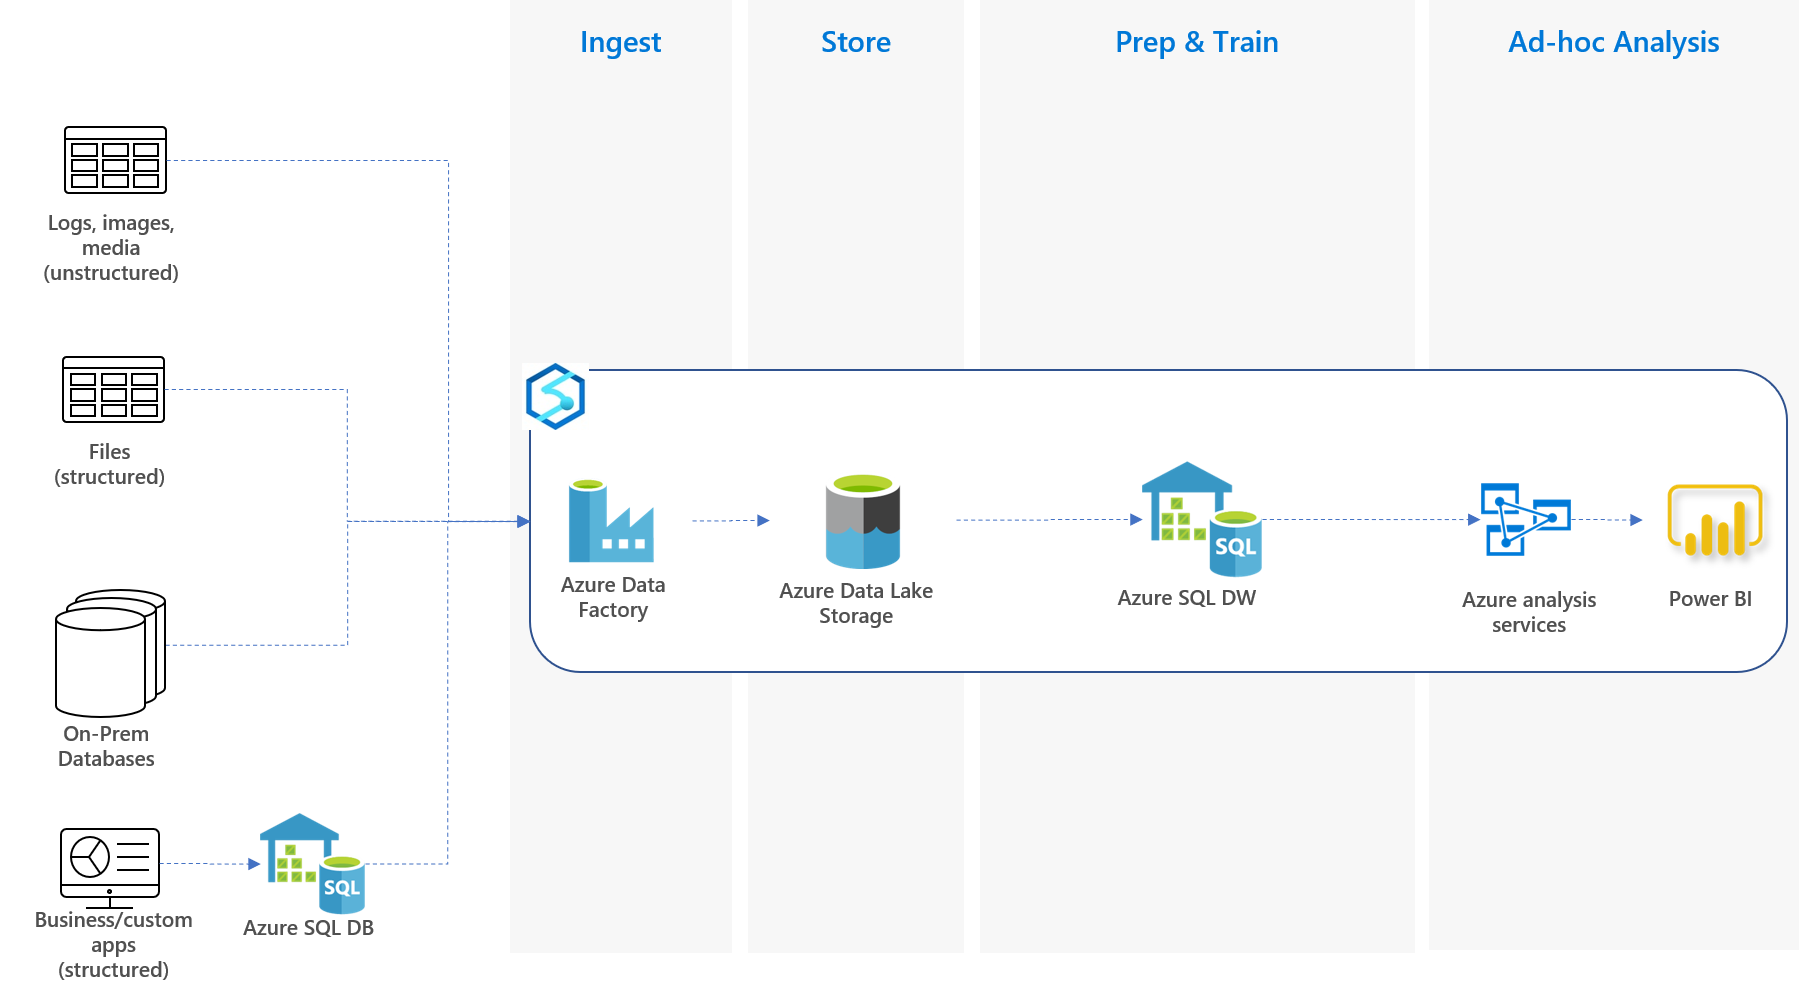 Ingest
Store
Prep & Train
Ad-hoc Analysis
Logs, images,
media
(unstructured)
Files
(structured)
On-Prem
Databases
Business/custom
apps
(structured)
SQL
Azure SQL DB
Azure Data
Factory
Azure Data Lake
Storage
SQL
Azure SQL DW
Azure analysis
services
Power BI